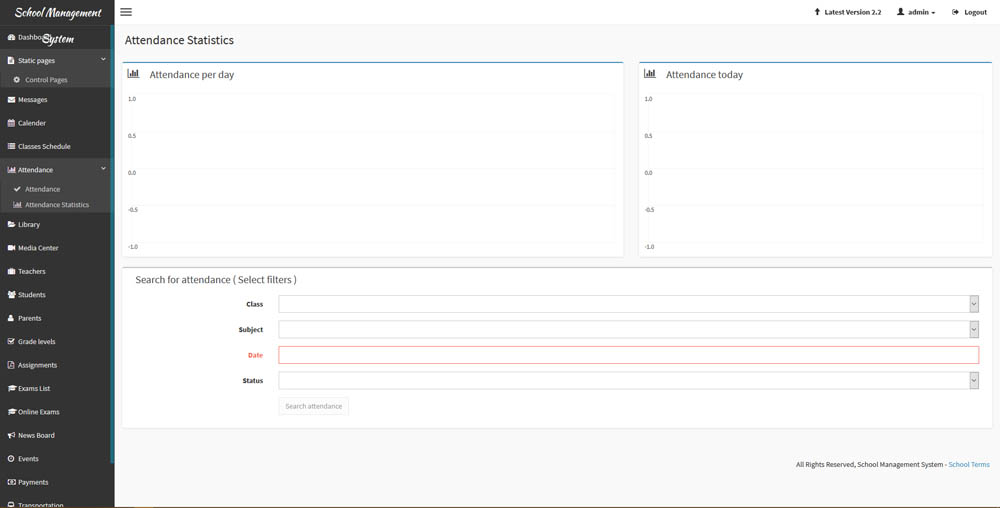 School Management
System
Latest Version 2.2
admin
Logout
Dashboard
Static pages
Control Pages
Messages
Calender
Classes Schedule
Attendance
Attendance
Attendance Statistics
Library
Media Center
Teachers
Students
Parents
Grade levels
Assignments
Exams List
Online Exams
News Board
Events
Payments
Transportation
Attendance Statistics
Attendance per day
1.0
0.5
0.0
-0.5
-1.0
Attendance today
1.0
0.5
0.0
-0.5
-1.0
Search for attendance ( Select filters )
Class
Subject
Date
Status
Search attendance
All Rights Reserved, School Management System - School Terms